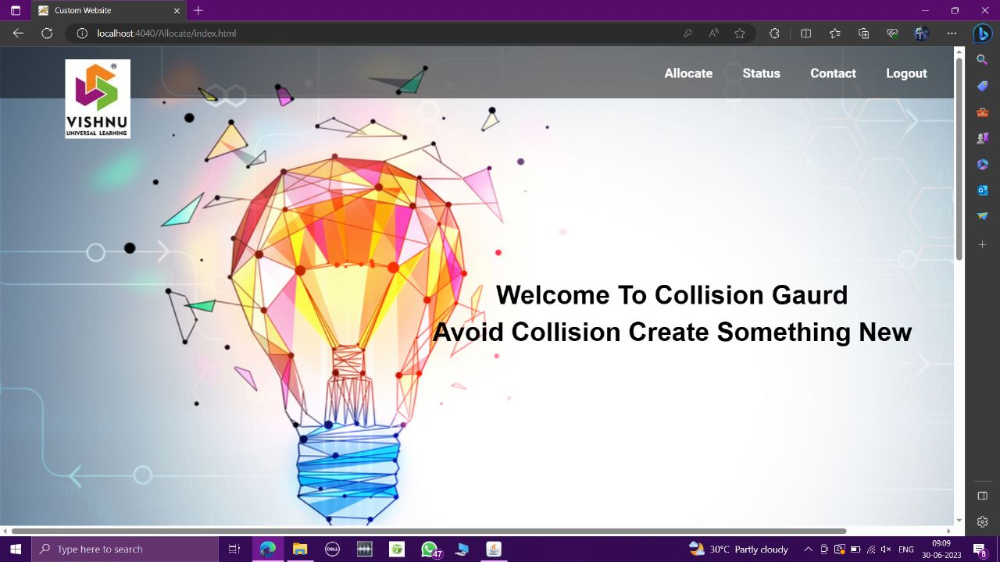 Custom Website
localhost:4040/Allocate/index.html
VISHNU
UNIVERSAL LEARNING
®
Allocate Status Contact Logout
Welcome To Collision Gaurd
Avoid Collision Create Something New
Type here to search
DELL
47
30°C Partly cloudy
ENG
09:09
30-06-2023
8